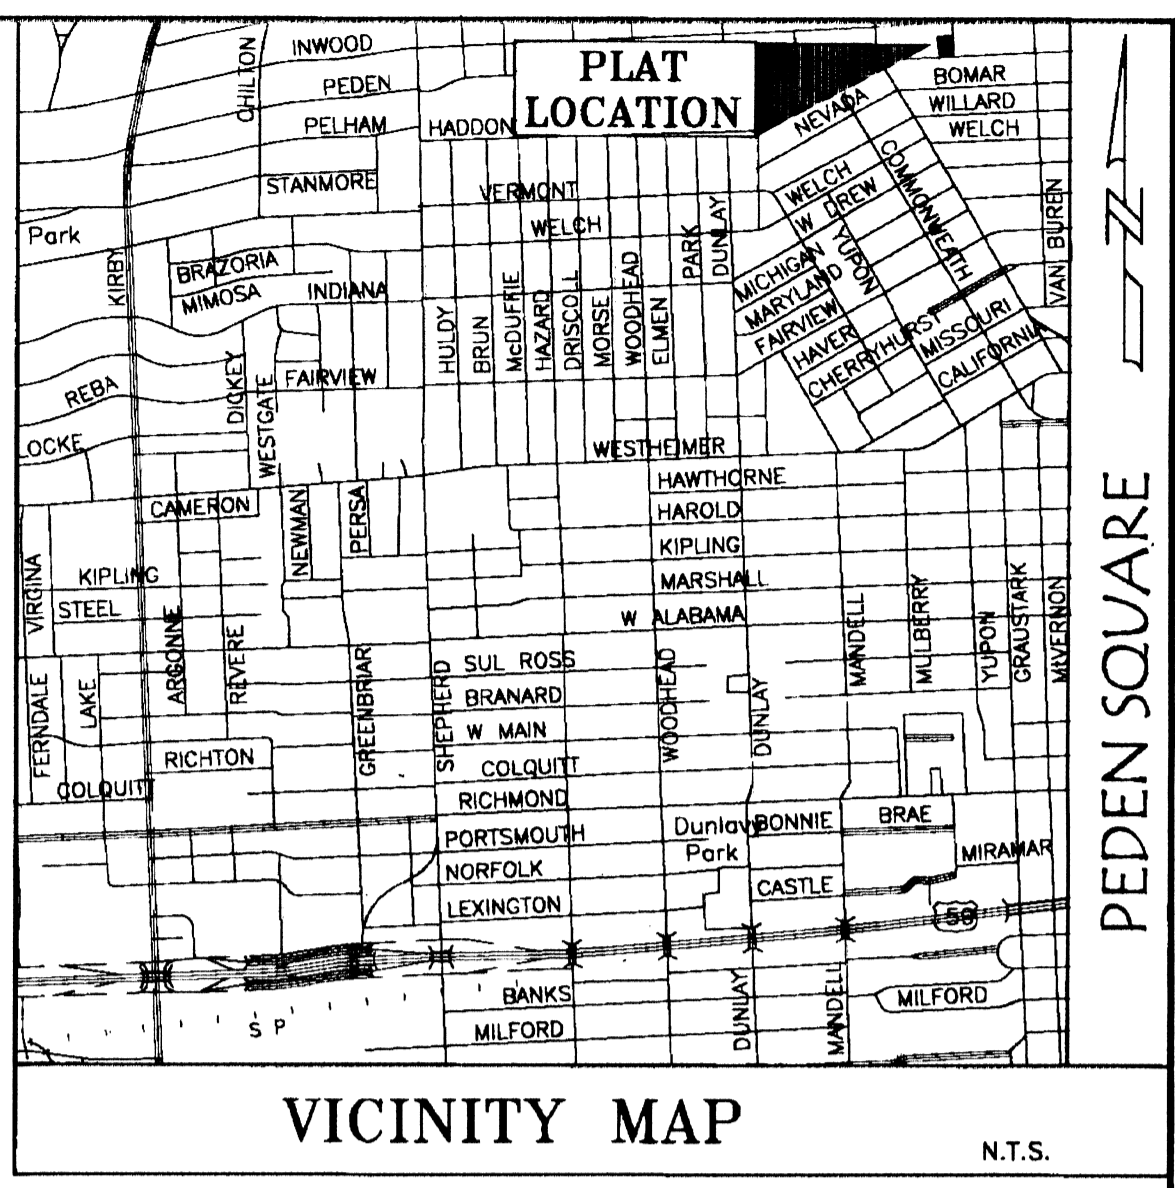 INWOOD
PEDEN
PELHAM
HADDON
CHILTON
PLAT
LOCATION
BOMAR
WILLARD
WELCH
NEVADA
STANMORE
VERMONT
WELCH
WELCH
W DREW
COMMONWEATH
YUPON
VAN BUREN
Park
KIRBY
BRAZORIA
MIMOSA
INDIANA
HULDY
BRUN
McDUFFIE
HAZARD
DRISCOLL
MORSE
WOODHEAD
ELMEN
PARK
DUNLAY
MICHIGAN
MARYLAND
FAIRVIEW
HAVER
CHERRYHURST
MISSOURI
CALIFORNIA
REBA
DICKEY
WESTGATE
FAIRVIEW
LOCKE
WESTHEIMER
HAWTHORNE
HAROLD
KIPLING
MARSHALL
W ALABAMA
CAMERON
NEWMAN
PERSA
VIRGINA
KIPLING
STEEL
ARGONNE
REVERE
FERNDALE
LAKE
GREENBRIAR
SHEPHERD
SUL ROSS
BRANARD
W MAIN
COLQUITT
RICHMOND
WOODHEAD
DUNLAY
MANDELL
MULBERRY
YUPON
GRAUSTARK
MtVERNON
RICHTON
COLQUITT
PORTSMOUTH
NORFOLK
LEXINGTON
Dunlavy
Park
BONNIE
BRAE
MIRAMAR
CASTLE
59
BANKS
MILFORD
DUNLAY
MANDELL
MILFORD
S P
N
PEDEN SQUARE
VICINITY MAP
N.T.S.